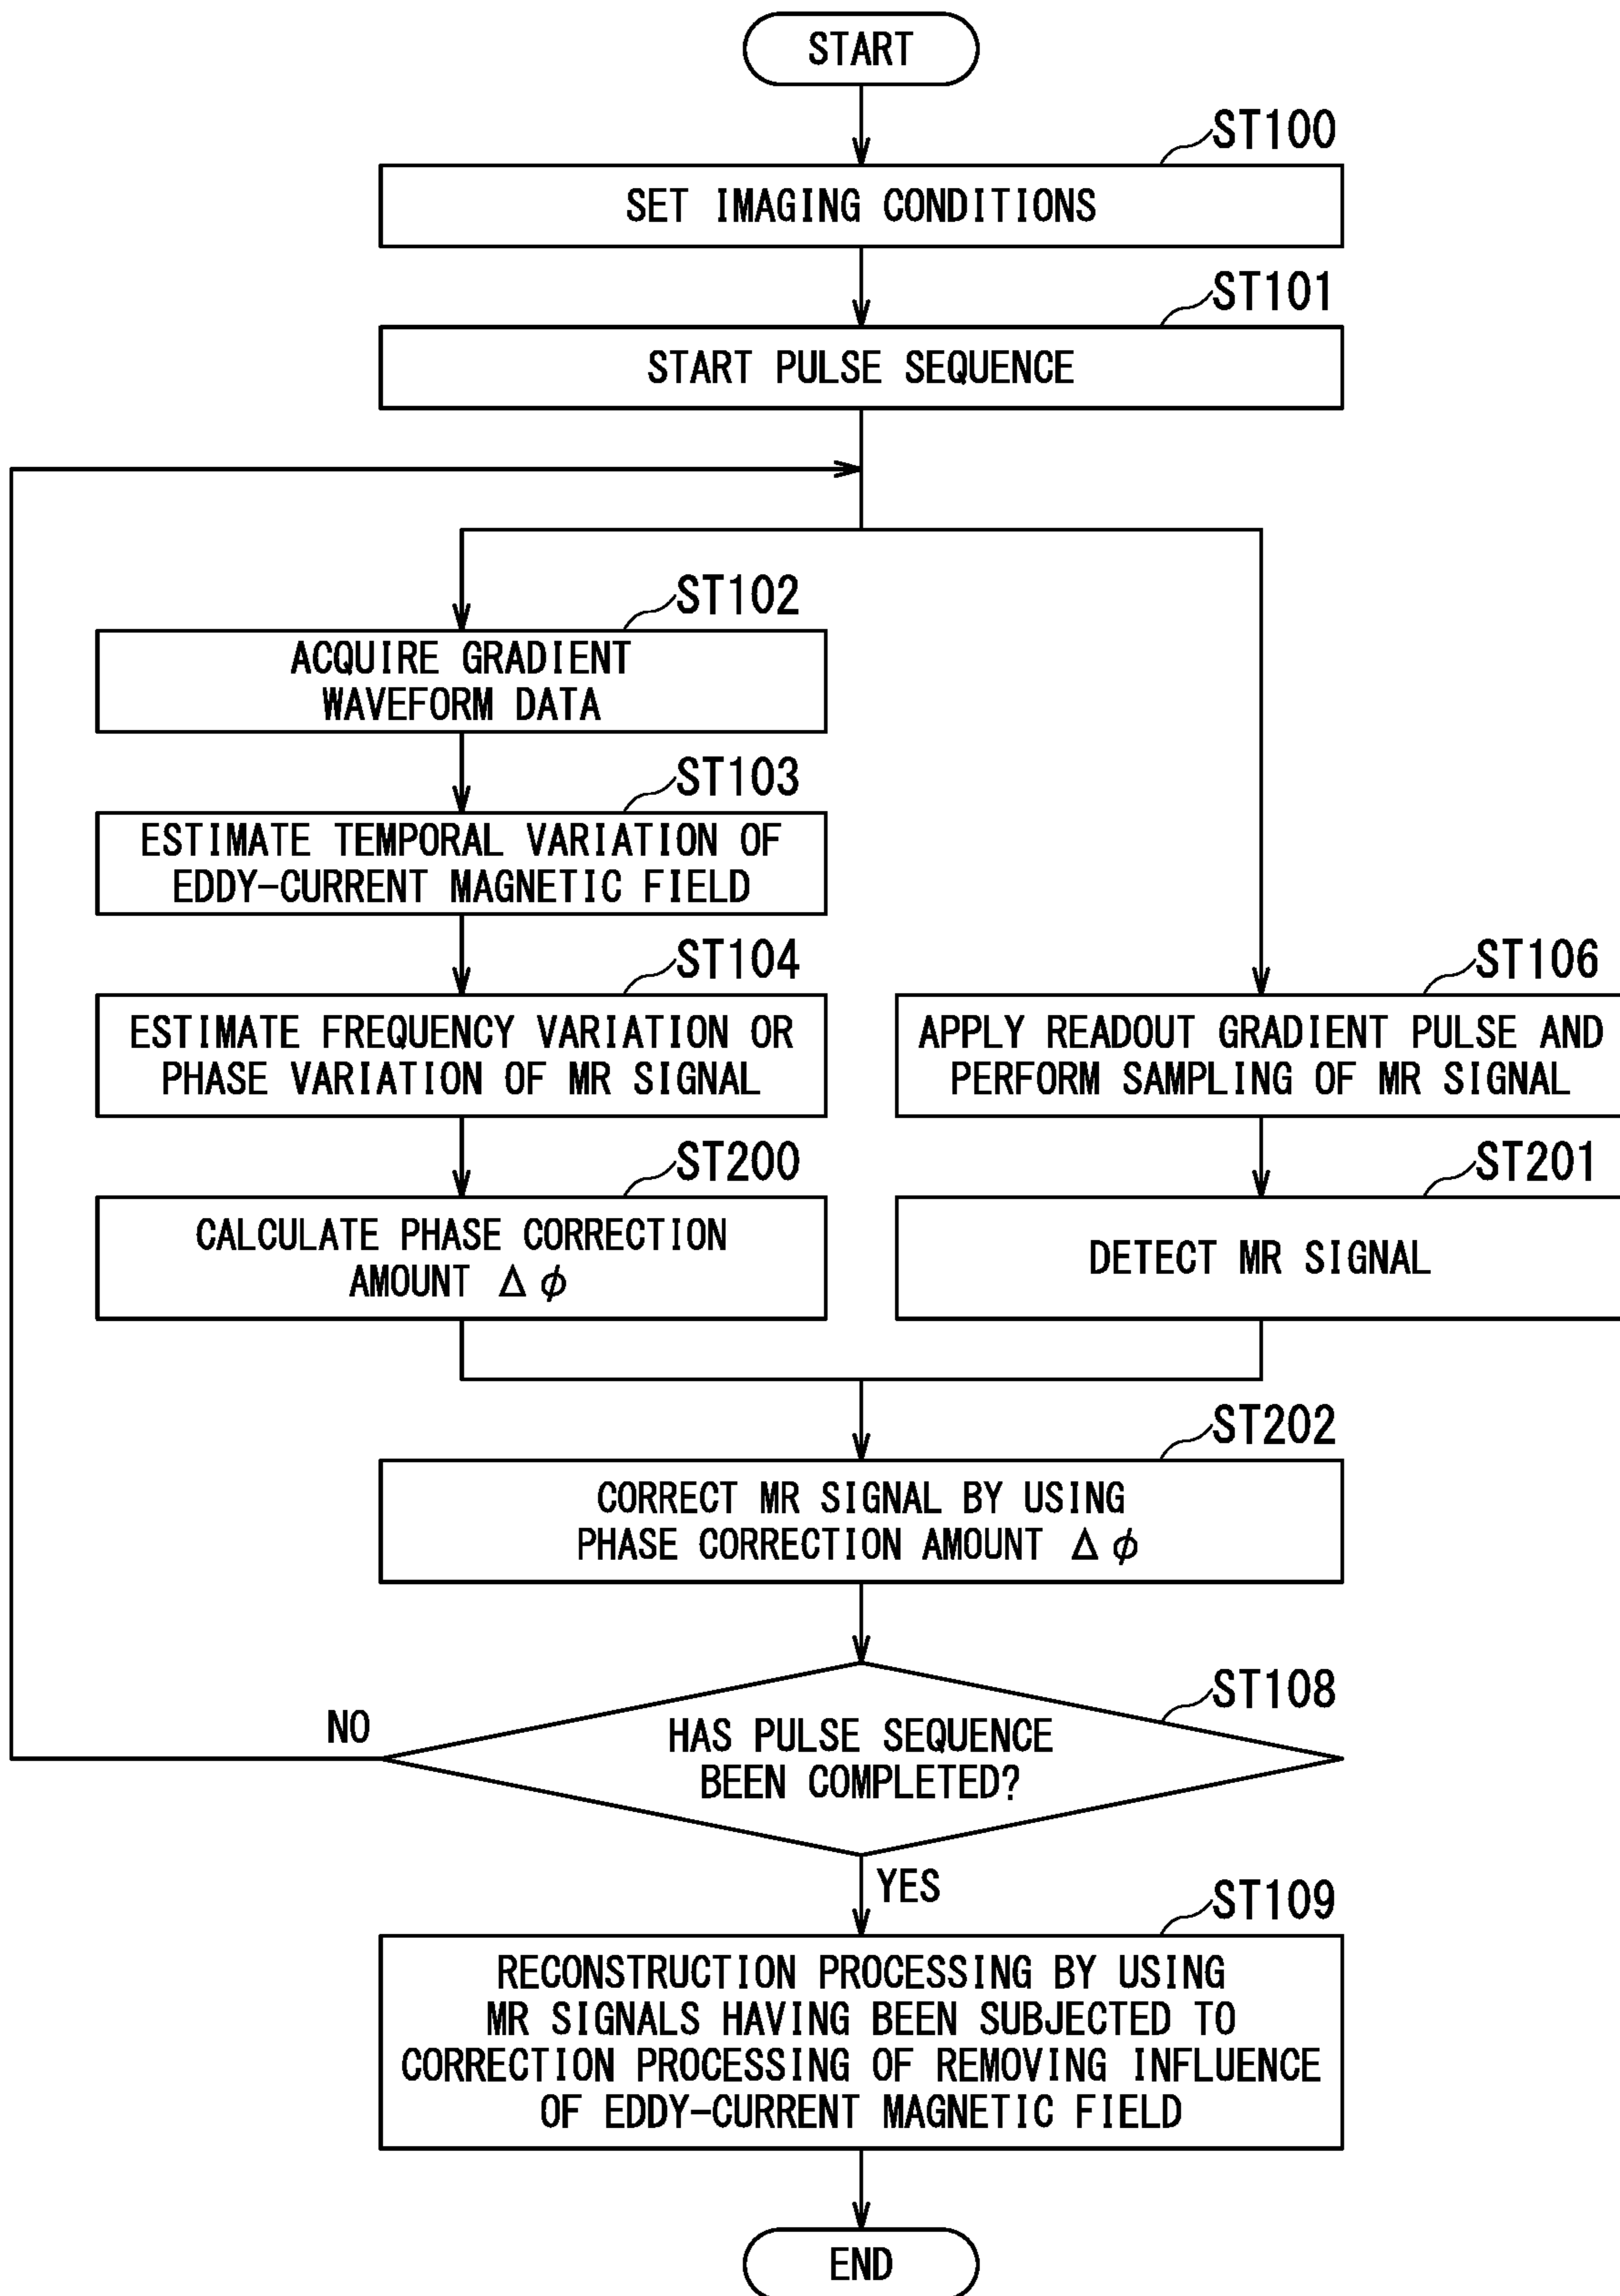 START
ST100
SET IMAGING CONDITIONS
ST101
START PULSE SEQUENCE
ST102
ACQUIRE GRADIENT
WAVEFORM DATA
ST103
ESTIMATE TEMPORAL VARIATION OF
EDDY-CURRENT MAGNETIC FIELD
ST104
ESTIMATE FREQUENCY VARIATION OR
PHASE VARIATION OF MR SIGNAL
ST106
APPLY READOUT GRADIENT PULSE AND
PERFORM SAMPLING OF MR SIGNAL
ST200
CALCULATE PHASE CORRECTION
AMOUNT Δφ
ST201
DETECT MR SIGNAL
ST202
CORRECT MR SIGNAL BY USING
PHASE CORRECTION AMOUNT Δφ
ST108
HAS PULSE SEQUENCE
BEEN COMPLETED?
NO
YES
ST109
RECONSTRUCTION PROCESSING BY USING
MR SIGNALS HAVING BEEN SUBJECTED TO
CORRECTION PROCESSING OF REMOVING INFLUENCE
OF EDDY-CURRENT MAGNETIC FIELD
END